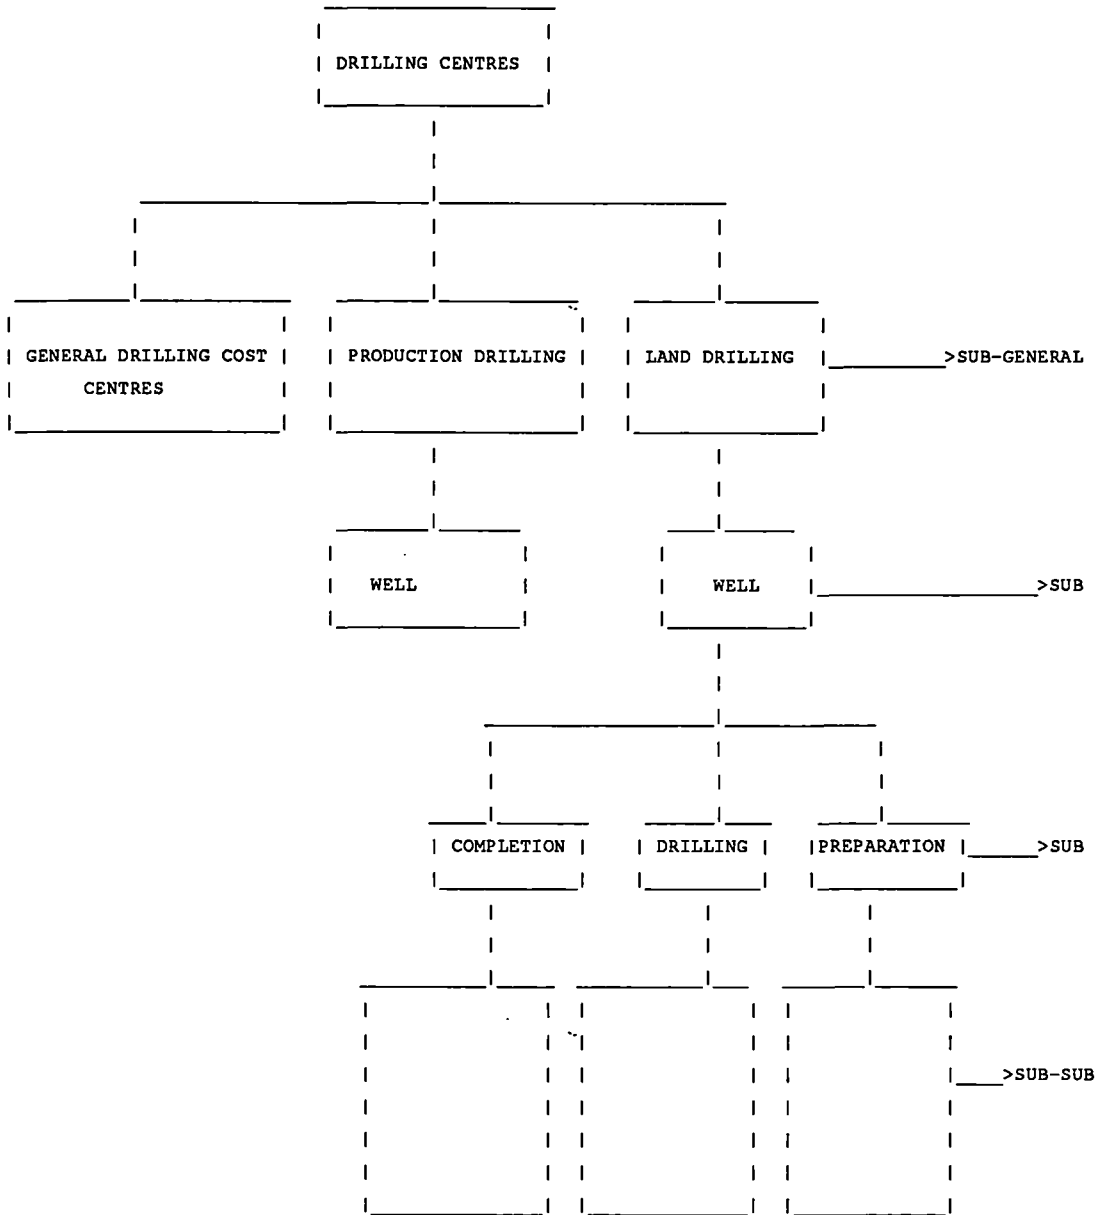 DRILLING CENTRES
GENERAL DRILLING COST
CENTRES
PRODUCTION DRILLING
LAND DRILLING
>SUB-GENERAL
WELL
WELL
>SUB
COMPLETION
DRILLING
PREPARATION
>SUB
>SUB-SUB